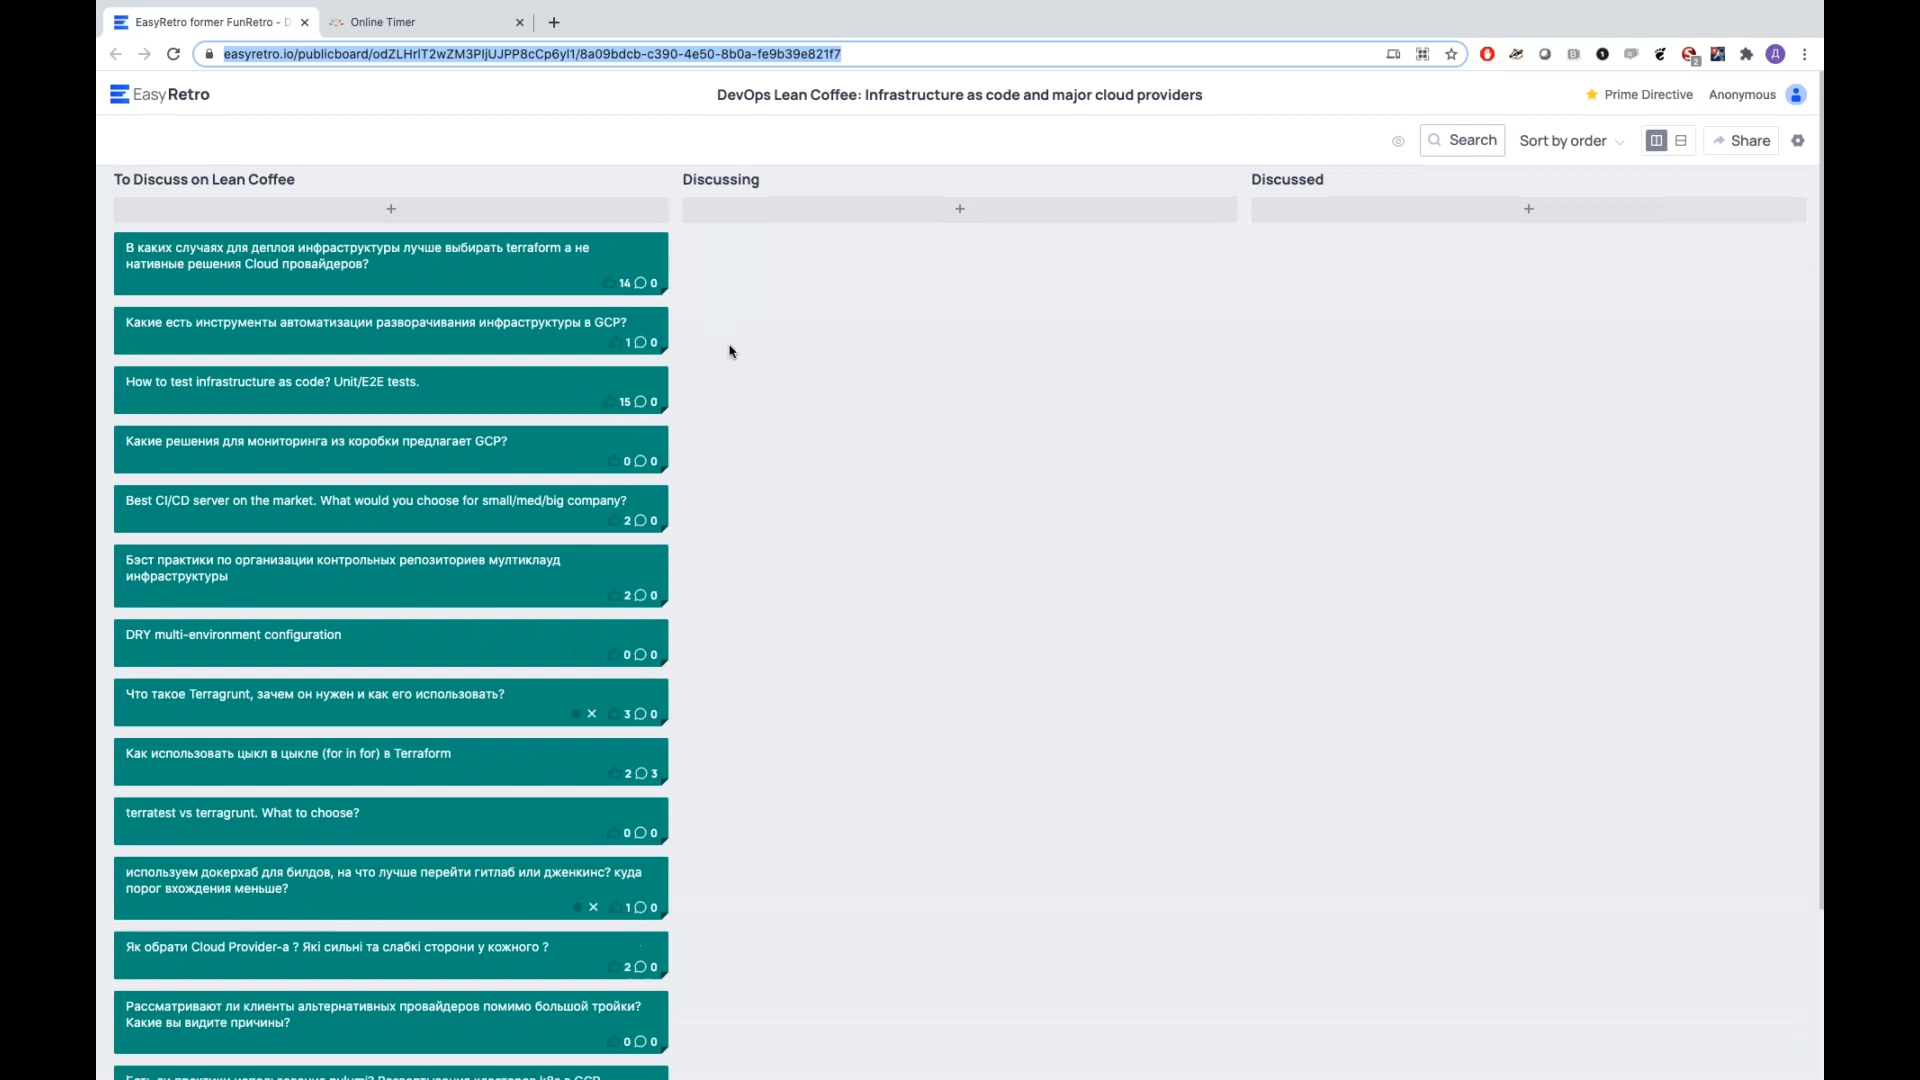 EasyRetro former FunRetro - D
Online Timer
easyretro.io/publicboard/odZLHrIT2wZM3PIjUJPP8cCp6yl1/8a09bdcb-c390-4e50-8b0a-fe9b39e821f7
EasyRetro
DevOps Lean Coffee: Infrastructure as code and major cloud providers
Prime Directive
Anonymous
Search
Sort by order
Share
To Discuss on Lean Coffee
Discussing
Discussed
+
+
+
В каких случаях для деплоя инфраструктуры лучше выбирать terraform а не
нативные решения Cloud провайдеров?
14 0
Какие есть инструменты автоматизации разворачивания инфраструктуры в GCP?
1 0
How to test infrastructure as code? Unit/E2E tests.
15 0
Какие решения для мониторинга из коробки предлагает GCP?
0 0
Best CI/CD server on the market. What would you choose for small/med/big company?
2 0
Бэст практики по организации контрольных репозиториев мултиклауд
инфраструктуры
2 0
DRY multi-environment configuration
0 0
Что такое Terragrunt, зачем он нужен и как его использовать?
3 0
Как использовать цыкл в цыкле (for in for) в Terraform
2 3
terratest vs terragrunt. What to choose?
0 0
используем докерхаб для билдов, на что лучше перейти гитлаб или дженкинс? куда
порог вхождения меньше?
1 0
Як обрати Cloud Provider-а ? Які сильні та слабкі сторони у кожного ?
2 0
Рассматривают ли клиенты альтернативных провайдеров помимо большой тройки?
Какие вы видите причины?
0 0